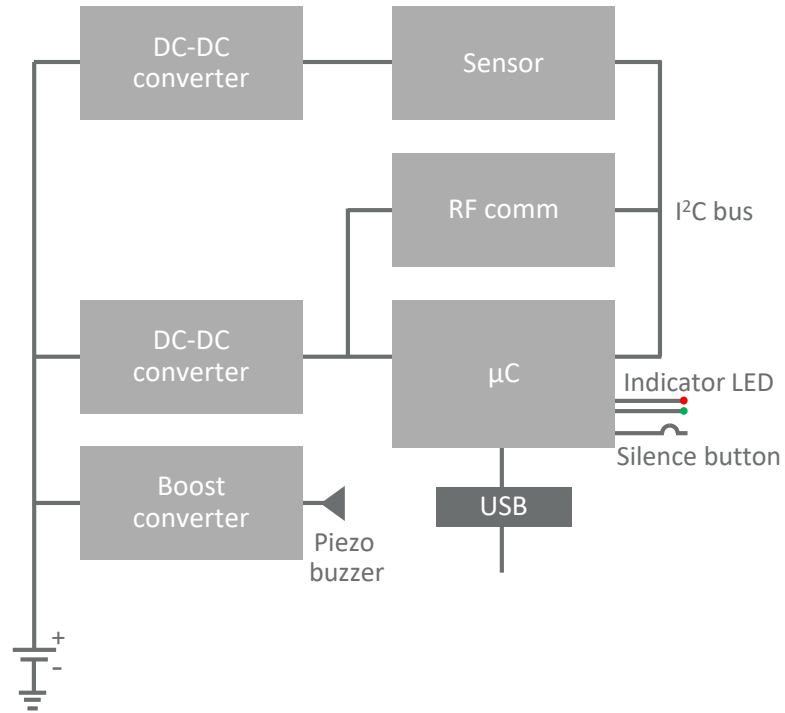 DC-DC
converter
Sensor
RF comm
I²C bus
DC-DC
converter
µC
Indicator LED
Silence button
Boost
converter
Piezo
buzzer
USB
+
-